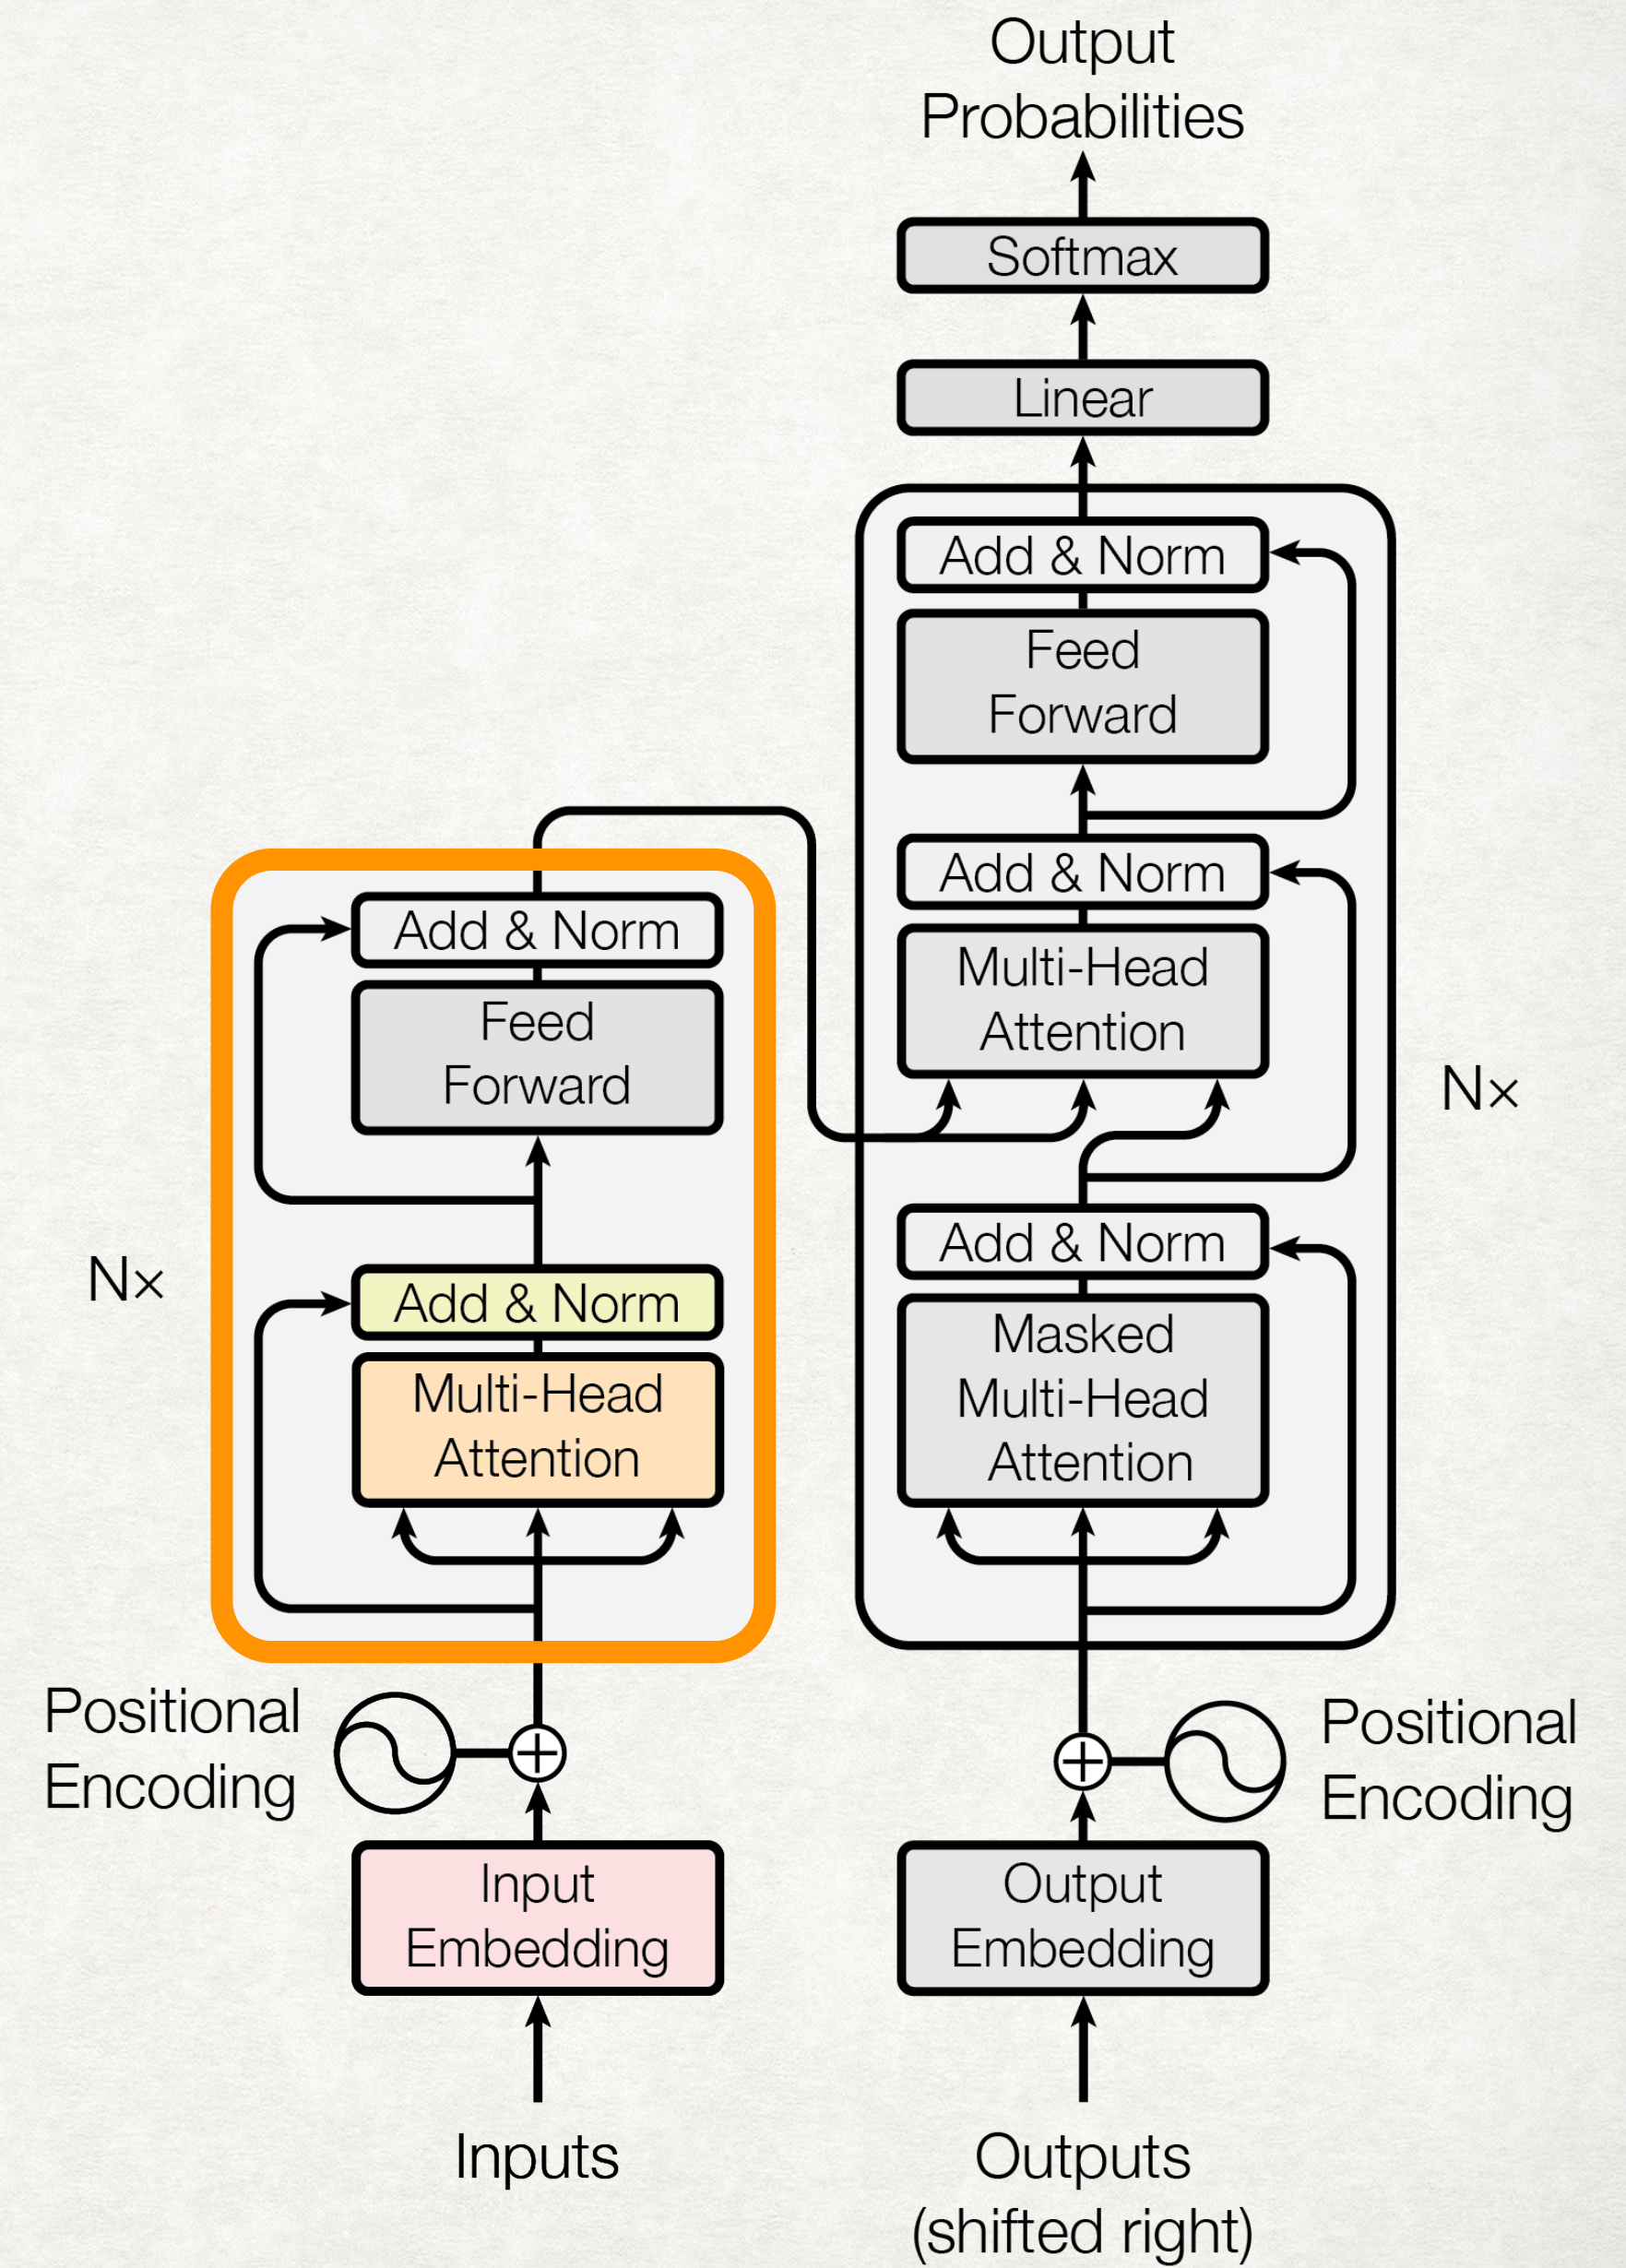 Output
Probabilities
Softmax
Linear
Add & Norm
Feed
Forward
Add & Norm
Multi-Head
Attention
Add & Norm
Masked
Multi-Head
Attention
N×
Positional
Encoding
Output
Embedding
Outputs
(shifted right)
Add & Norm
Feed
Forward
Add & Norm
Multi-Head
Attention
N×
Positional
Encoding
Input
Embedding
Inputs